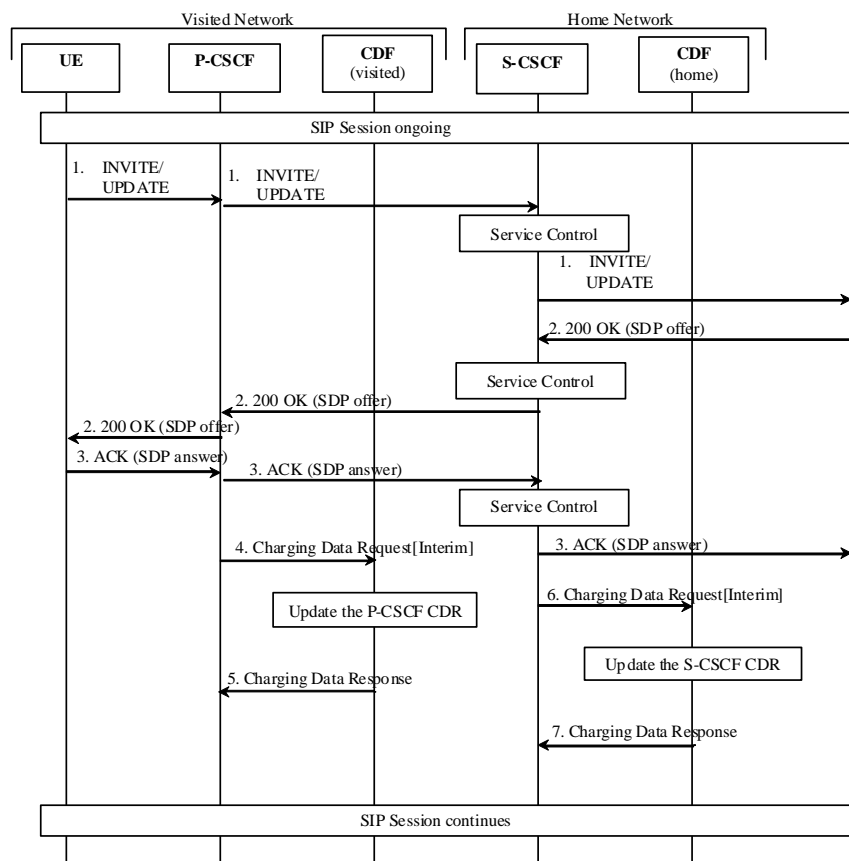 Visited Network
Home Network
UE
P-CSCF
CDF
(visited)
S-CSCF
CDF
(home)
SIP Session ongoing
1. INVITE/
UPDATE
1. INVITE/
UPDATE
Service Control
1. INVITE/
UPDATE
2. 200 OK (SDP offer)
Service Control
2. 200 OK (SDP offer)
2. 200 OK (SDP offer)
3. ACK (SDP answer)
3. ACK (SDP answer)
Service Control
4. Charging Data Request[Interim]
3. ACK (SDP answer)
6. Charging Data Request[Interim]
Update the P-CSCF CDR
Update the S-CSCF CDR
5. Charging Data Response
7. Charging Data Response
SIP Session continues